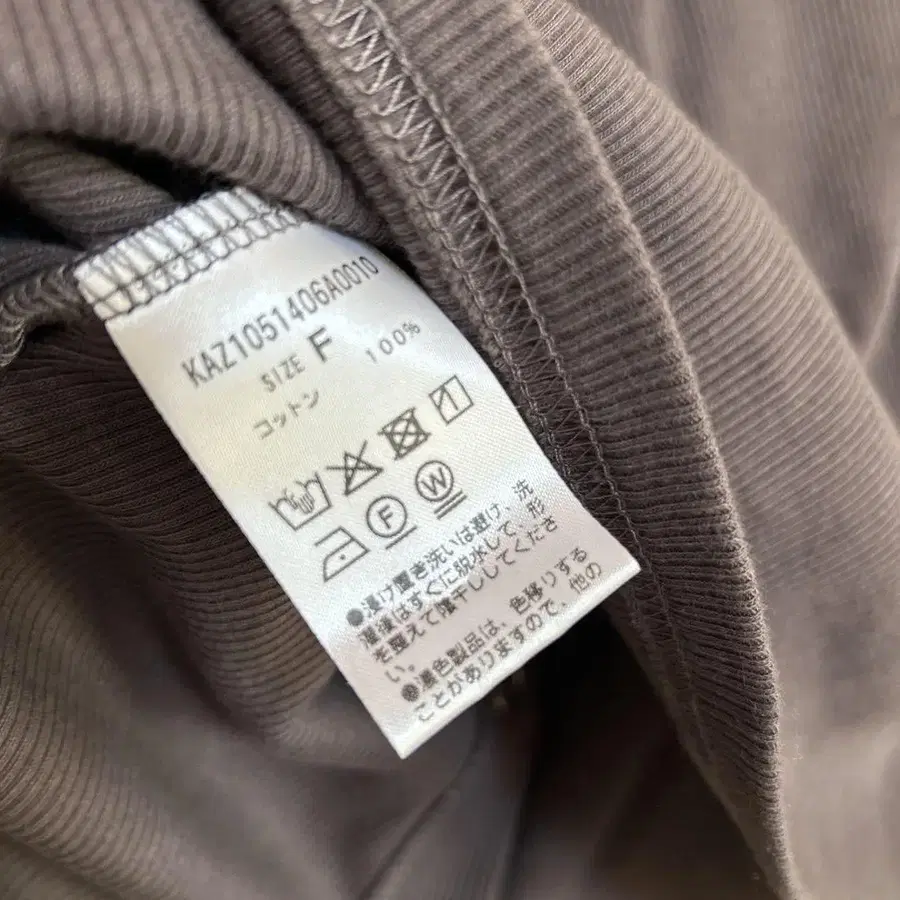 KAZ1051406A0010
SIZE F
コットン 100%
F W
●漬け置き洗いは避け、洗
濯後はすぐに脱水して、形
を整えて陰干ししてくださ
い。
●濃色製品は、色移りする
ことがありますので、他の